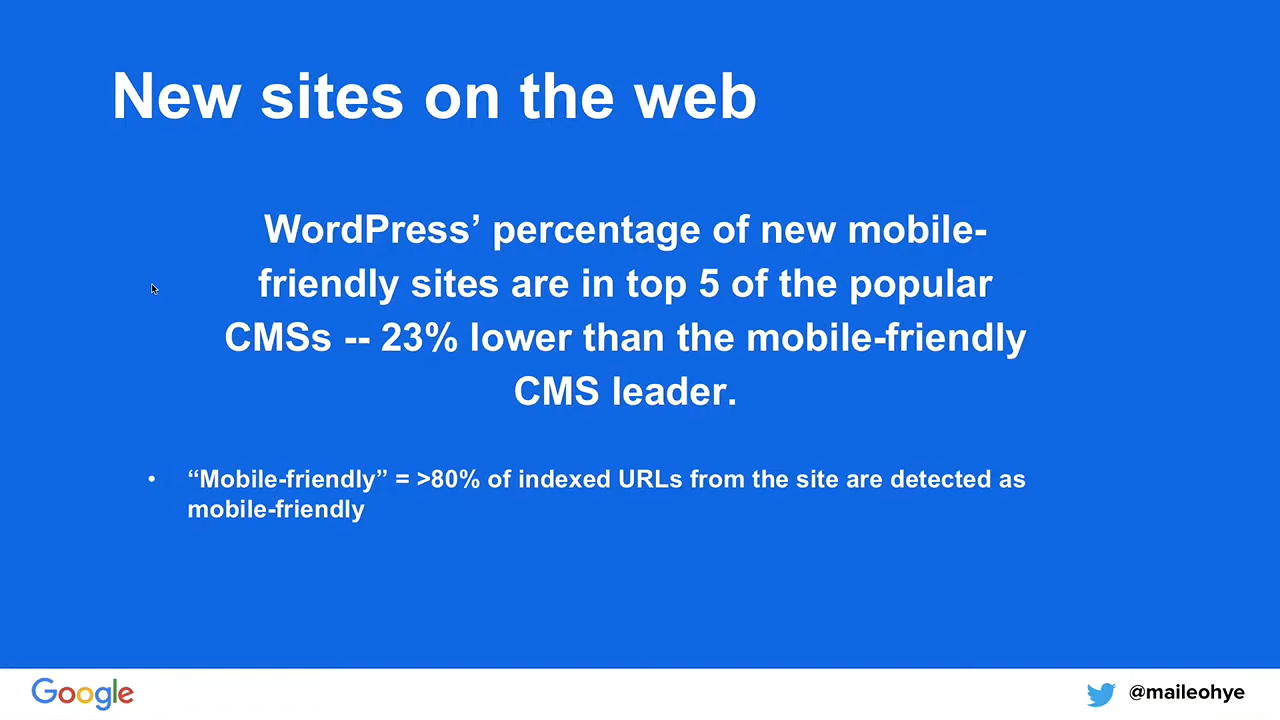 New sites on the web
WordPress’ percentage of new mobile-
friendly sites are in top 5 of the popular
CMSs -- 23% lower than the mobile-friendly
CMS leader.
• “Mobile-friendly” = >80% of indexed URLs from the site are detected as
mobile-friendly
Google
@maileohye